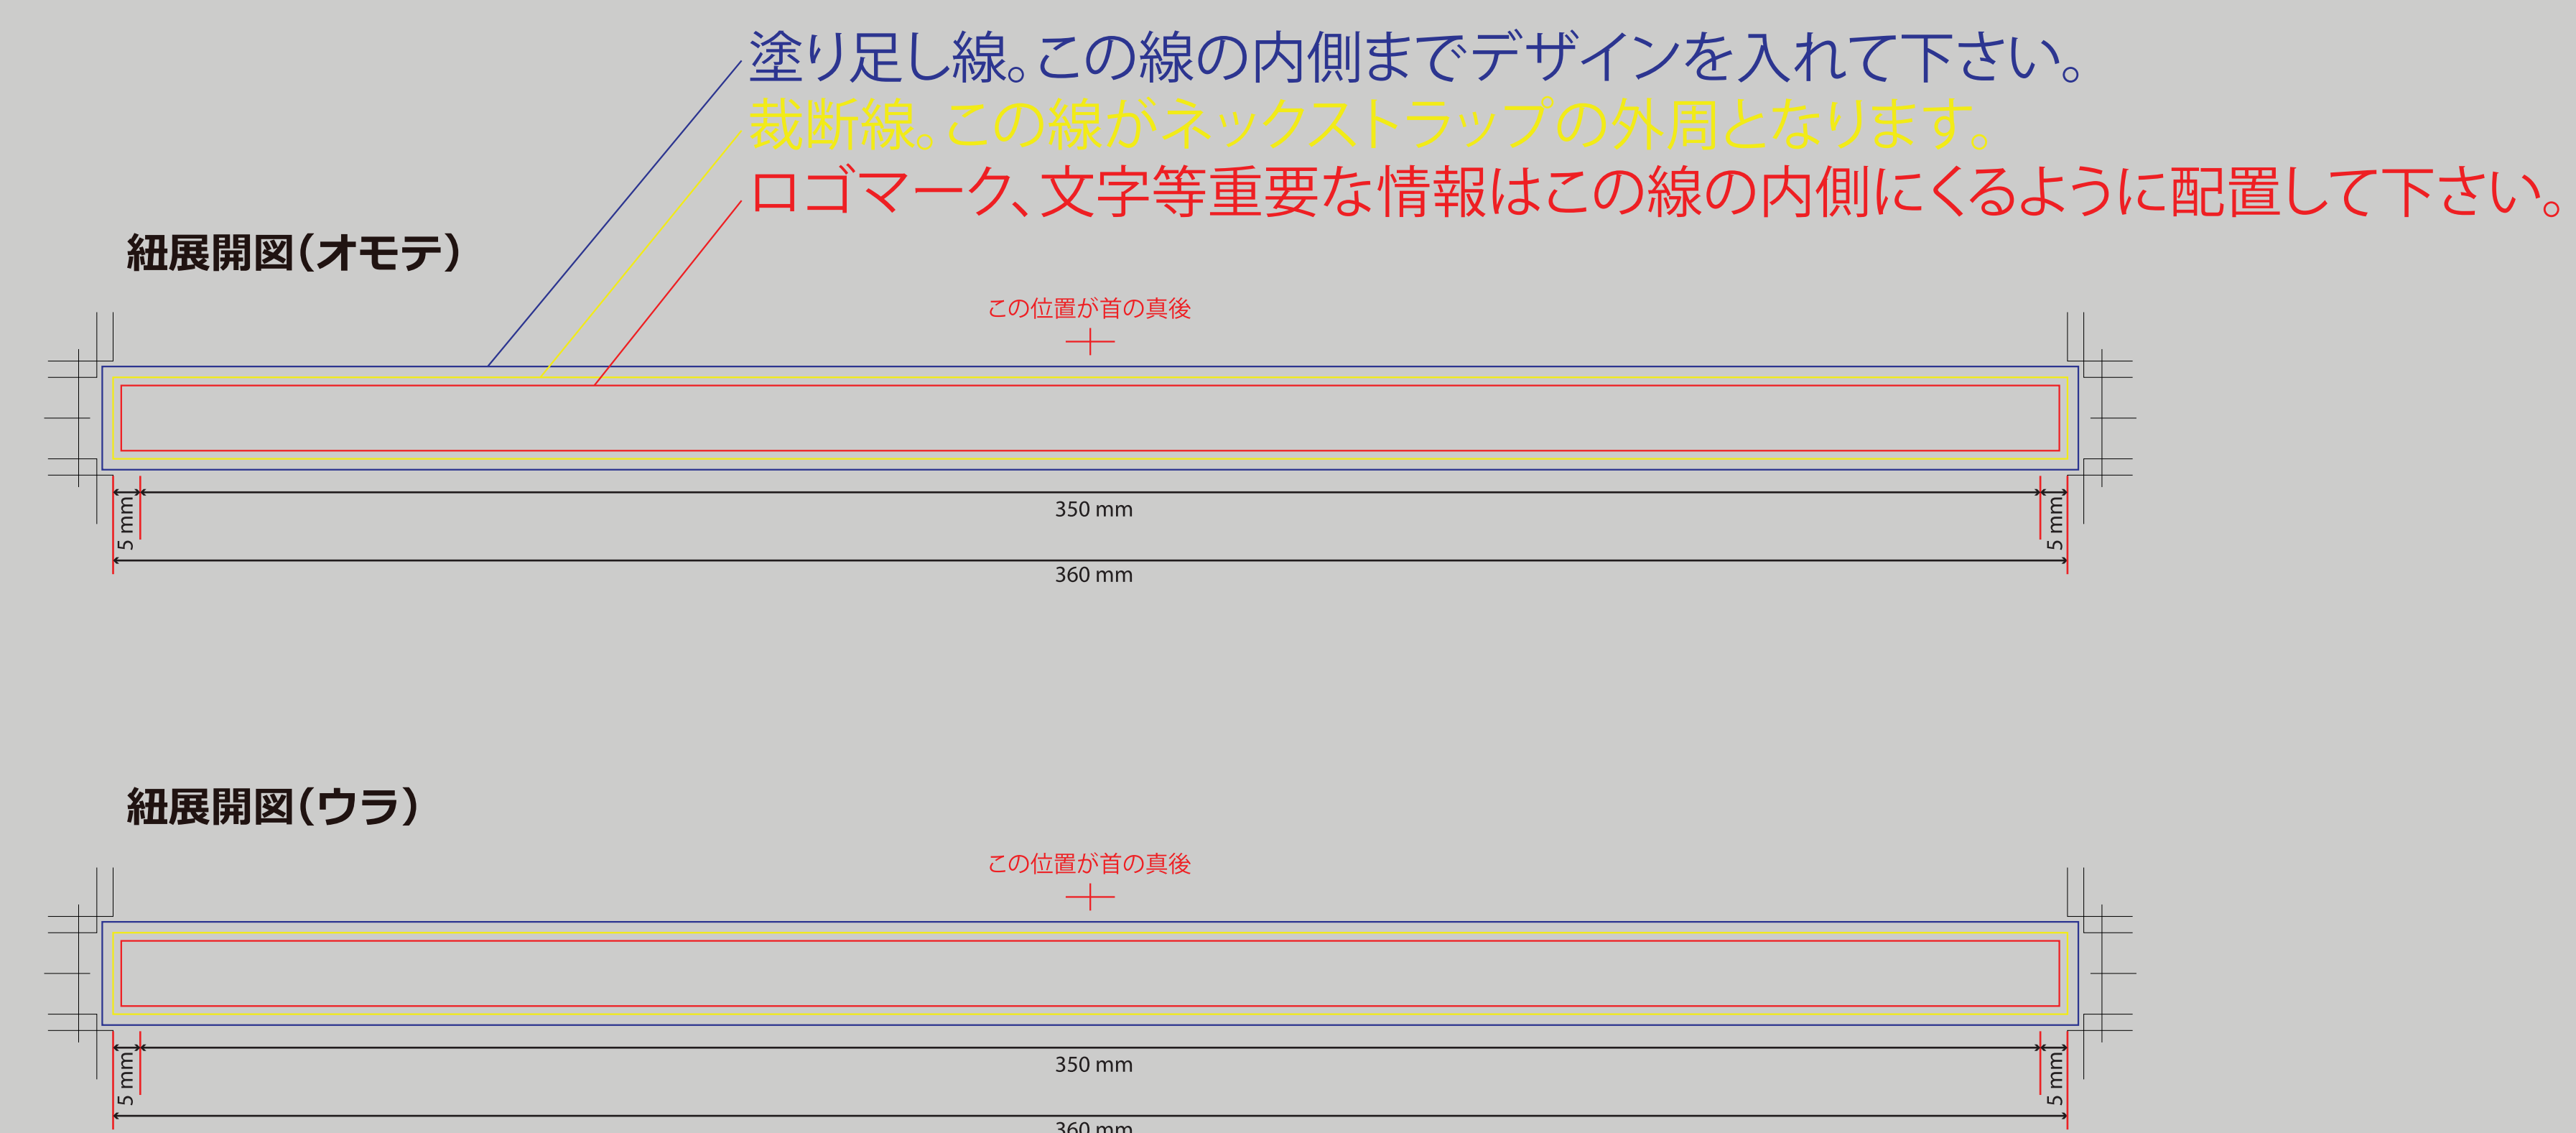 塗り足し線。この線の内側までデザインを入れて下さい。
裁断線。この線がネックストラップの外周となります。
ロゴマーク、文字等重要な情報はこの線の内側にくるように配置して下さい。
紐展開図(オモテ)
この位置が首の真後
5 mm
350 mm
5 mm
360 mm
紐展開図(ウラ)
この位置が首の真後
5 mm
350 mm
5 mm
360 mm